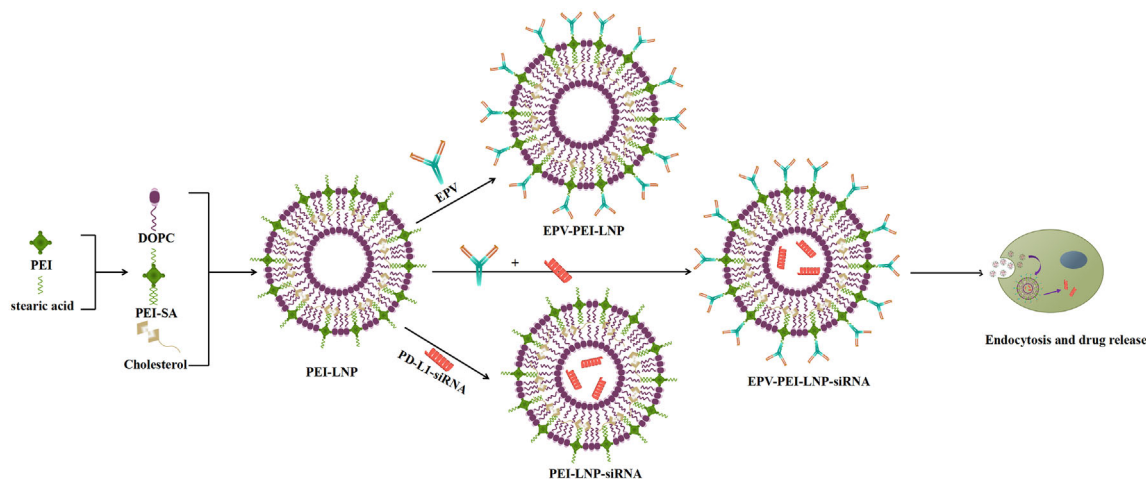 PEI
stearic acid
DOPC
PEI-SA
Cholesterol
PEI-LNP
EPV
EPV-PEI-LNP
+
PD-L1-siRNA
PEI-LNP-siRNA
EPV-PEI-LNP-siRNA
Endocytosis and drug release